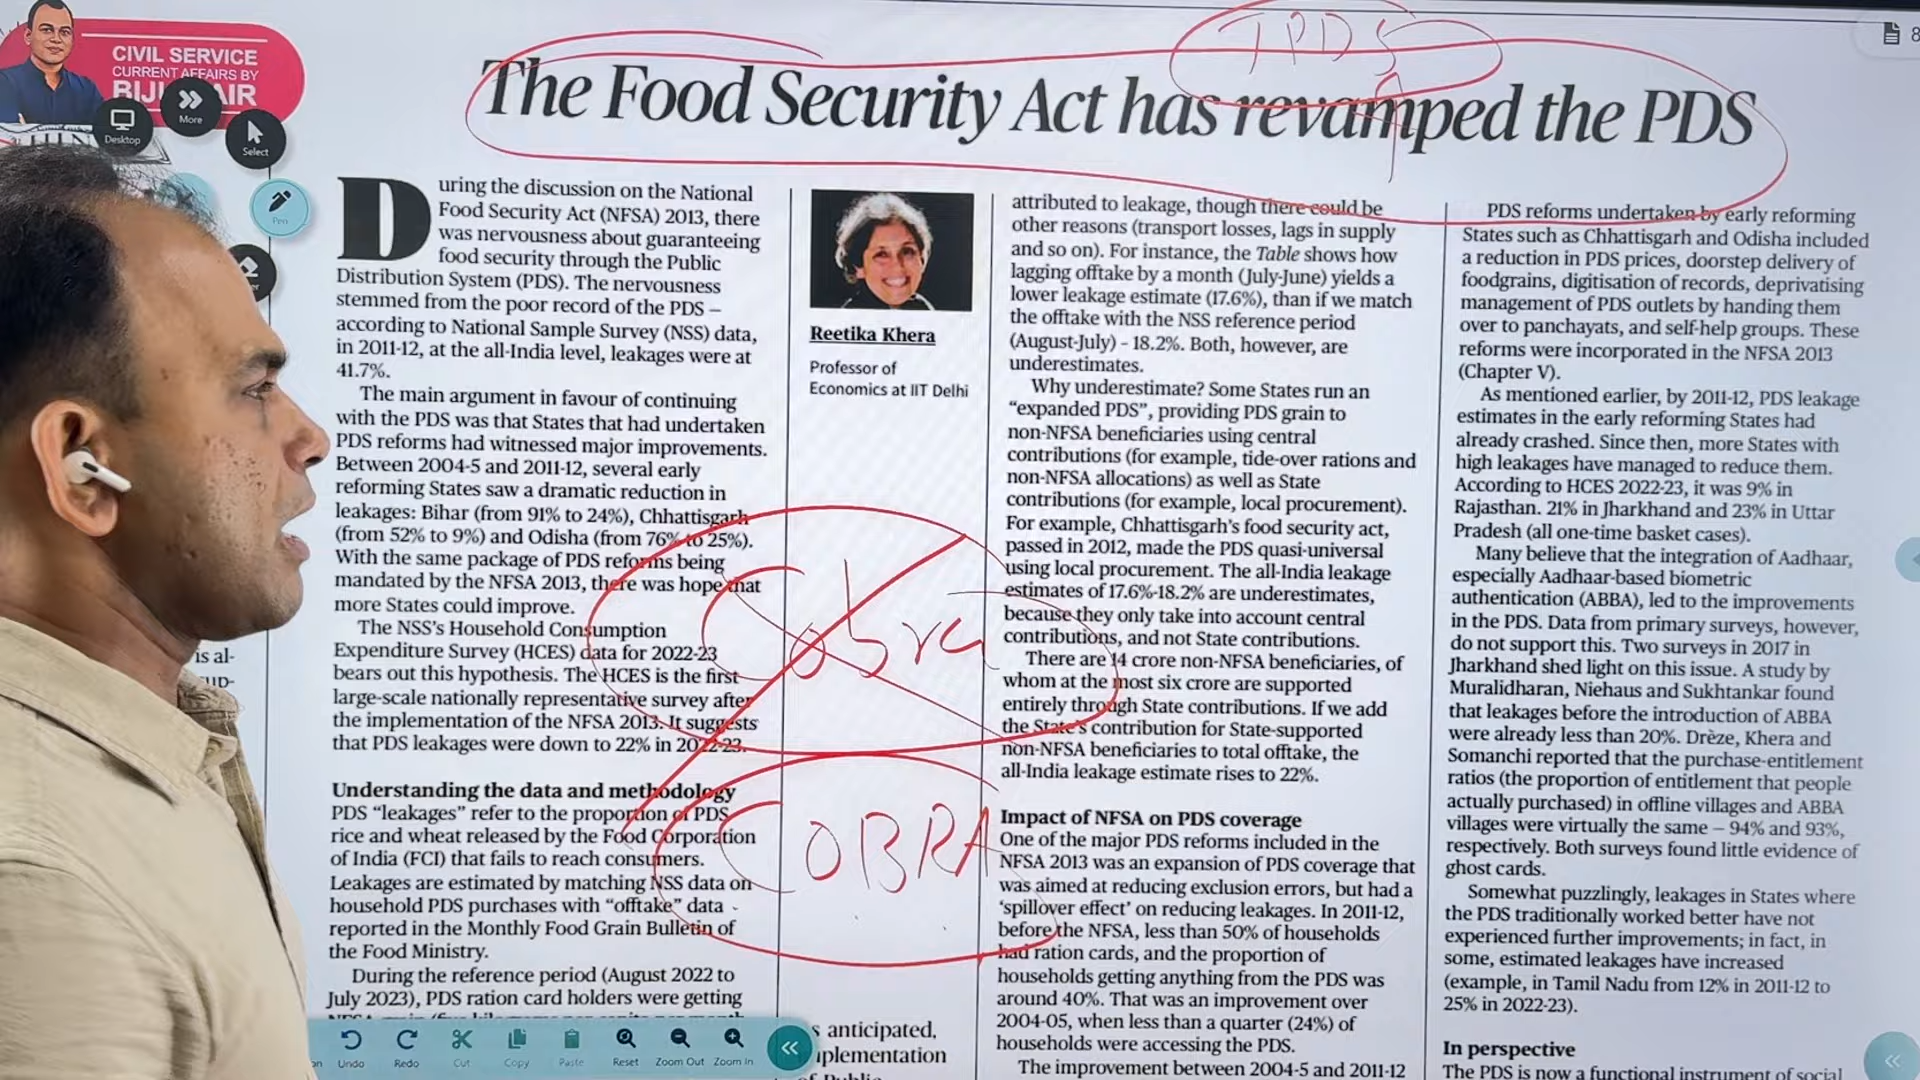 TPDS
8
CIVIL SERVICE
CURRENT AFFAIRS BY
More
Desktop
Select
Pen
The Food Security Act has revamped the PDS
During the discussion on the National
Food Security Act (NFSA) 2013, there
was nervousness about guaranteeing
food security through the Public
Distribution System (PDS). The nervousness
stemmed from the poor record of the PDS –
according to National Sample Survey (NSS) data,
in 2011-12, at the all-India level, leakages were at
41.7%.
The main argument in favour of continuing
with the PDS was that States that had undertaken
PDS reforms had witnessed major improvements.
Between 2004-5 and 2011-12, several early
reforming States saw a dramatic reduction in
leakages: Bihar (from 91% to 24%), Chhattisgarh
(from 52% to 9%) and Odisha (from 76% to 25%).
With the same package of PDS reforms being
mandated by the NFSA 2013, there was hope that
more States could improve.
The NSS's Household Consumption
Expenditure Survey (HCES) data for 2022-23
bears out this hypothesis. The HCES is the first
large-scale nationally representative survey after
the implementation of the NFSA 2013. It suggests
that PDS leakages were down to 22% in 2022-23.
Understanding the data and methodology
PDS "leakages" refer to the proportion of PDS
rice and wheat released by the Food Corporation
of India (FCI) that fails to reach consumers.
Leakages are estimated by matching NSS data on
household PDS purchases with "offtake" data
reported in the Monthly Food Grain Bulletin of
the Food Ministry.
During the reference period (August 2022 to
July 2023), PDS ration card holders were getting
Reetika Khera
Professor of
Economics at IIT Delhi
Cobra
COBRA
s anticipated,
plementation
attributed to leakage, though there could be
other reasons (transport losses, lags in supply
and so on). For instance, the Table shows how
lagging offtake by a month (July-June) yields a
lower leakage estimate (17.6%), than if we match
the offtake with the NSS reference period
(August-July) - 18.2%. Both, however, are
underestimates.
Why underestimate? Some States run an
"expanded PDS", providing PDS grain to
non-NFSA beneficiaries using central
contributions (for example, tide-over rations and
non-NFSA allocations) as well as State
contributions (for example, local procurement).
For example, Chhattisgarh's food security act,
passed in 2012, made the PDS quasi-universal
using local procurement. The all-India leakage
estimates of 17.6%-18.2% are underestimates,
because they only take into account central
contributions, and not State contributions.
There are 14 crore non-NFSA beneficiaries, of
whom at the most six crore are supported
entirely through State contributions. If we add
the State's contribution for State-supported
non-NFSA beneficiaries to total offtake, the
all-India leakage estimate rises to 22%.
Impact of NFSA on PDS coverage
One of the major PDS reforms included in the
NFSA 2013 was an expansion of PDS coverage that
was aimed at reducing exclusion errors, but had a
'spillover effect' on reducing leakages. In 2011-12,
before the NFSA, less than 50% of households
had ration cards, and the proportion of
households getting anything from the PDS was
around 40%. That was an improvement over
2004-05, when less than a quarter (24%) of
households were accessing the PDS.
The improvement between 2004-5 and 2011-12
PDS reforms undertaken by early reforming
States such as Chhattisgarh and Odisha included
a reduction in PDS prices, doorstep delivery of
foodgrains, digitisation of records, deprivatising
management of PDS outlets by handing them
over to panchayats, and self-help groups. These
reforms were incorporated in the NFSA 2013
(Chapter V).
As mentioned earlier, by 2011-12, PDS leakage
estimates in the early reforming States had
already crashed. Since then, more States with
high leakages have managed to reduce them.
According to HCES 2022-23, it was 9% in
Rajasthan. 21% in Jharkhand and 23% in Uttar
Pradesh (all one-time basket cases).
Many believe that the integration of Aadhaar,
especially Aadhaar-based biometric
authentication (ABBA), led to the improvements
in the PDS. Data from primary surveys, however,
do not support this. Two surveys in 2017 in
Jharkhand shed light on this issue. A study by
Muralidharan, Niehaus and Sukhtankar found
that leakages before the introduction of ABBA
were already less than 20%. Drèze, Khera and
Somanchi reported that the purchase-entitlement
ratios (the proportion of entitlement that people
actually purchased) in offline villages and ABBA
villages were virtually the same – 94% and 93%,
respectively. Both surveys found little evidence of
ghost cards.
Somewhat puzzlingly, leakages in States where
the PDS traditionally worked better have not
experienced further improvements; in fact, in
some, estimated leakages have increased
(example, in Tamil Nadu from 12% in 2011-12 to
25% in 2022-23).
In perspective
The PDS is now a functional instrument of social
is al-
Undo
Redo
Cut
Copy
Paste
Reset
Zoom Out
Zoom In